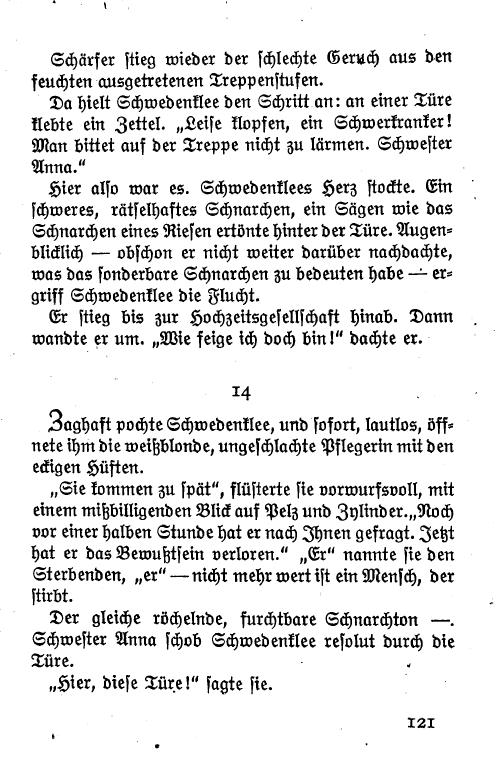 Schärfer stieg wieder der schlechte Geruch aus den
feuchten ausgetretenen Treppenstufen.
Da hielt Schwedenklee den Schritt an: an einer Türe
klebte ein Zettel. „Leise klopfen, ein Schwerkranker!
Man bittet auf der Treppe nicht zu lärmen. Schwester
Anna.“
Hier also war es. Schwedenklees Herz stockte. Ein
schweres, rätselhaftes Schnarchen, ein Sägen wie das
Schnarchen eines Riesen ertönte hinter der Türe. Augen-
blicklich — obschon er nicht weiter darüber nachdachte,
was das sonderbare Schnarchen zu bedeuten habe — er-
griff Schwedenklee die Flucht.
Er stieg bis zur Hochzeitsgesellschaft hinab. Dann
wandte er um. „Wie feige ich doch bin!“ dachte er.
14
Zaghaft pochte Schwedenklee, und sofort, lautlos, öff-
nete ihm die weißblonde, ungeschlachte Pflegerin mit den
eckigen Hüften.
„Sie kommen zu spät“, flüsterte sie vorwurfsvoll, mit
einem mißbilligenden Blick auf Pelz und Zylinder. „Noch
vor einer halben Stunde hat er nach Ihnen gefragt. Jetzt
hat er das Bewußtsein verloren.“ „Er“ nannte sie den
Sterbenden, „er“ — nicht mehr wert ist ein Mensch, der
stirbt.
Der gleiche röchelnde, furchtbare Schnarchton —.
Schwester Anna schob Schwedenklee resolut durch die
Türe.
„Hier, diese Türe!“ sagte sie.
121